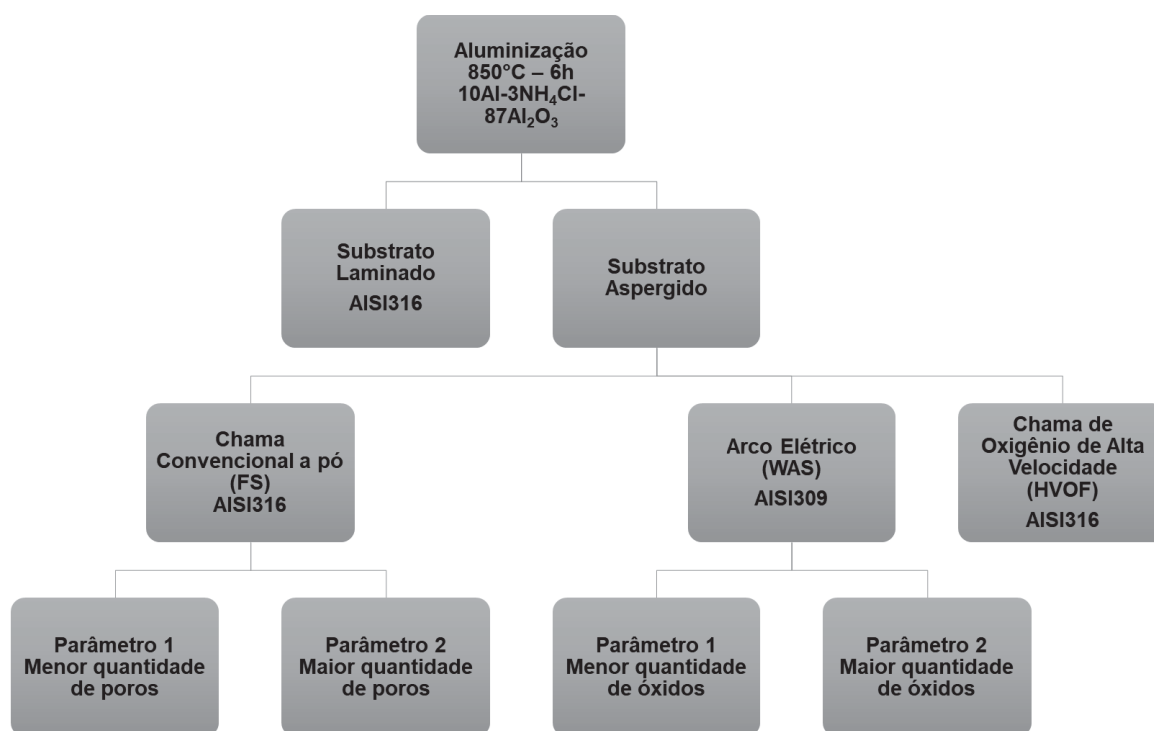 Aluminização
850°C – 6h
10Al-3NH₄Cl-
87Al₂O₃
Substrato
Laminado
AISI316
Substrato
Aspergido
Chama
Convencional a pó
(FS)
AISI316
Arco Elétrico
(WAS)
AISI309
Chama de
Oxigênio de Alta
Velocidade
(HVOF)
AISI316
Parâmetro 1
Menor quantidade
de poros
Parâmetro 2
Maior quantidade
de poros
Parâmetro 1
Menor quantidade
de óxidos
Parâmetro 2
Maior quantidade
de óxidos